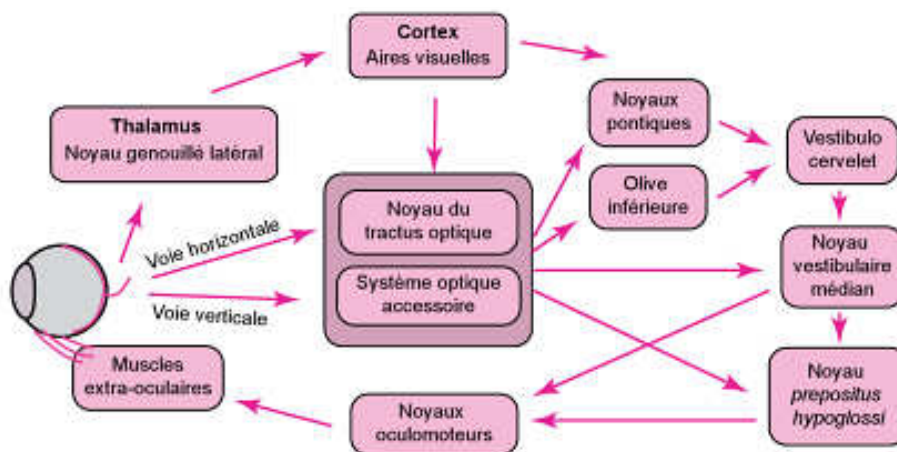 Cortex
Aires visuelles
Thalamus
Noyau genouillé latéral
Noyaux
pontiques
Vestibulo
cervelet
Olive
inférieure
Noyau du
tractus optique
Système optique
accessoire
Voie horizontale
Voie verticale
Noyau
vestibulaire
médian
Muscles
extra-oculaires
Noyaux
oculomoteurs
Noyau
prepositus
hypoglossi